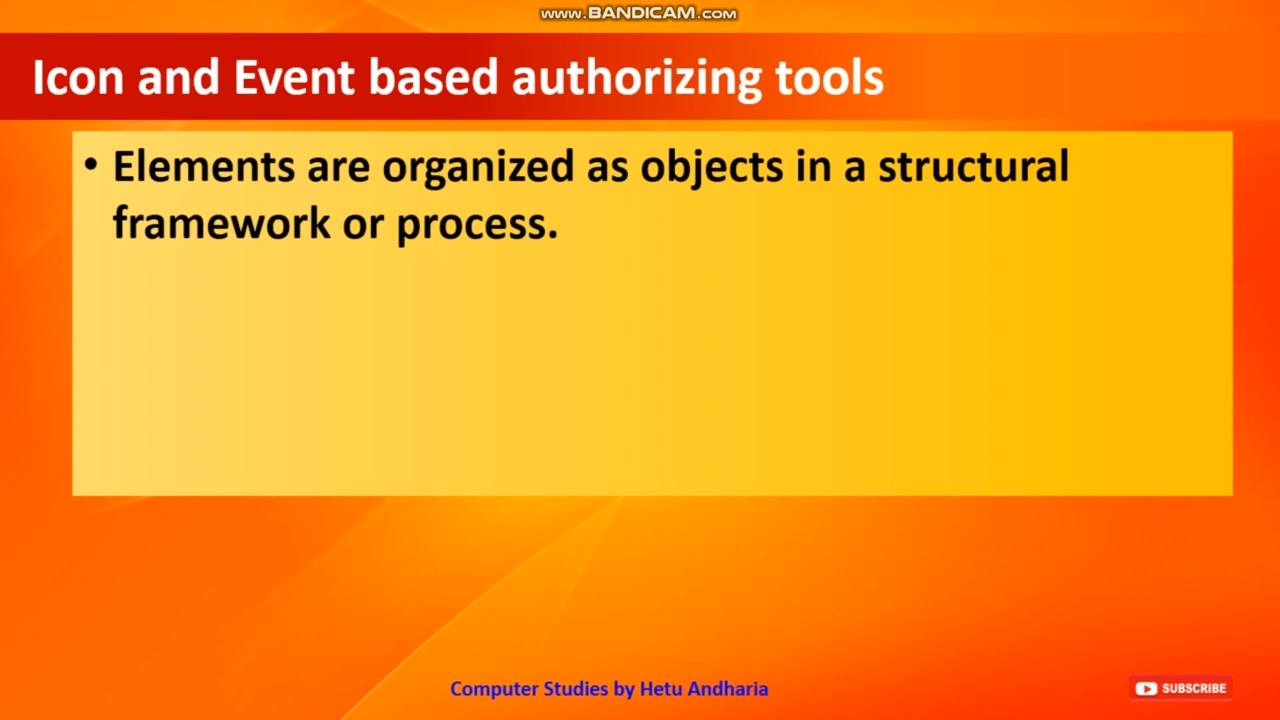 www.BANDICAM.com
Icon and Event based authorizing tools
• Elements are organized as objects in a structural
framework or process.
Computer Studies by Hetu Andharia
SUBSCRIBE